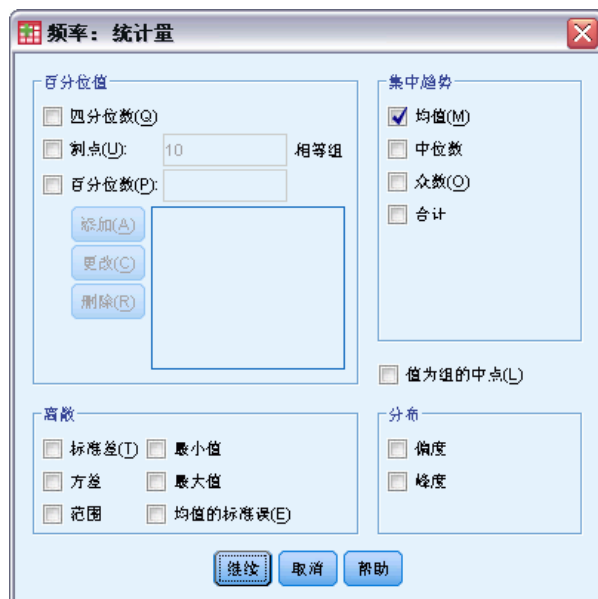 频率：统计量
百分位值
四分位数(Q)
割点(U): 10 相等组
百分位数(P):
添加(A)
更改(C)
删除(R)
集中趋势
均值(M)
中位数
众数(O)
合计
值为组的中点(L)
离散
标准差(T) 最小值
方差 最大值
范围 均值的标准误(E)
分布
偏度
峰度
继续 取消 帮助